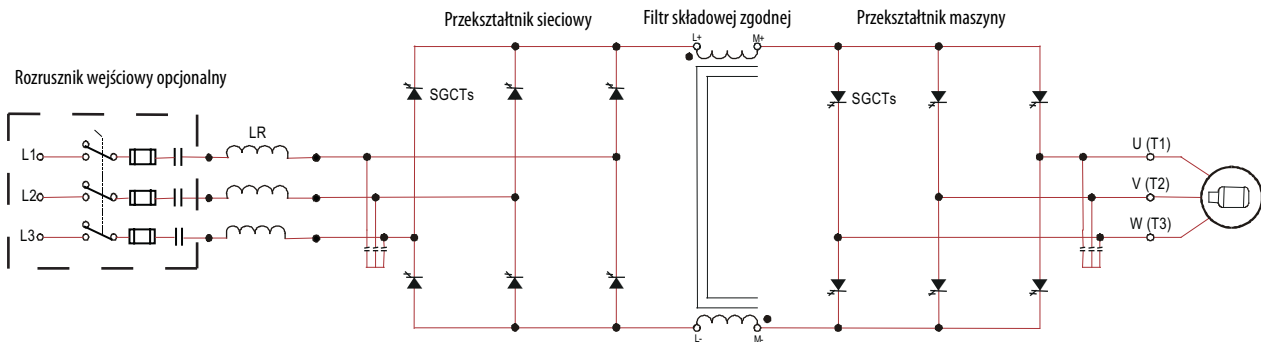 Przekształtnik sieciowy
Filtr składowej zgodnej
Przekształtnik maszyny
L+
M+
Rozrusznik wejściowy opcjonalny
SGCTs
SGCTs
LR
L1
U (T1)
L2
V (T2)
L3
W (T3)
L-
M-